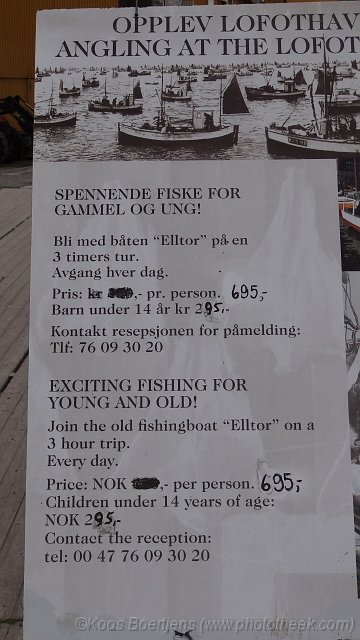 OPPLEV LOFOTHAV
ANGLING AT THE LOFOT
SPENNENDE FISKE FOR
GAMMEL OG UNG!
Bli med båten “Elltor” på en
3 timers tur.
Avgang hver dag.
Pris: kr ,- pr. person. 695,-
Barn under 14 år kr 295,-
Kontakt resepsjonen for påmelding:
Tlf: 76 09 30 20
EXCITING FISHING FOR
YOUNG AND OLD!
Join the old fishingboat “Elltor” on a
3 hour trip.
Every day.
Price: NOK ,- per person. 695,-
Children under 14 years of age:
NOK 295,-
Contact the reception:
tel: 00 47 76 09 30 20
©Koos Boertjens (www.phototheek.com)